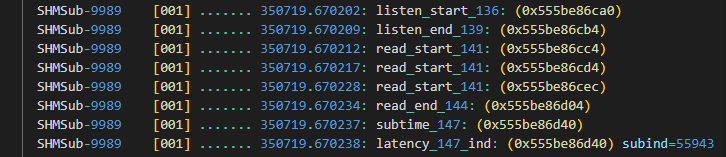 SHMSub-9989 [001] ....... 350719.670202: listen_start_136: (0x555be86ca0)
SHMSub-9989 [001] ....... 350719.670209: listen_end_139: (0x555be86cb4)
SHMSub-9989 [001] ....... 350719.670212: read_start_141: (0x555be86cc4)
SHMSub-9989 [001] ....... 350719.670217: read_start_141: (0x555be86cd4)
SHMSub-9989 [001] ....... 350719.670228: read_start_141: (0x555be86cec)
SHMSub-9989 [001] ....... 350719.670234: read_end_144: (0x555be86d04)
SHMSub-9989 [001] ....... 350719.670237: subtime_147: (0x555be86d40)
SHMSub-9989 [001] ....... 350719.670238: latency_147_ind: (0x555be86d40) subind=55943